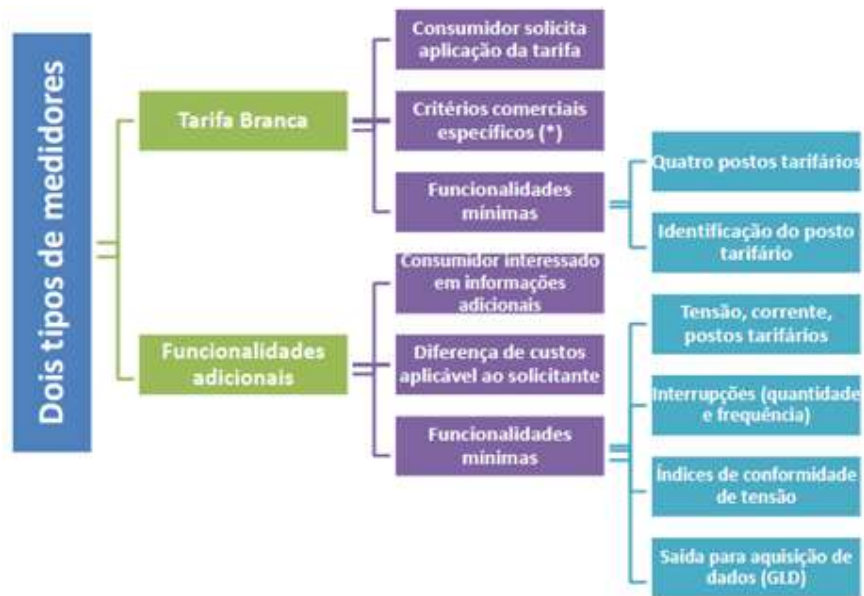 Dois tipos de medidores
Tarifa Branca
Consumidor solicita
aplicação da tarifa
Critérios comerciais
específicos (*)
Funcionalidades
mínimas
Quatro postos tarifários
Identificação do posto
tarifário
Funcionalidades
adicionais
Consumidor interessado
em informações
adicionais
Diferença de custos
aplicável ao solicitante
Funcionalidades
mínimas
Tensão, corrente,
postos tarifários
Interrupções (quantidade
e frequência)
Índices de conformidade
de tensão
Saída para aquisição de
dados (GLD)